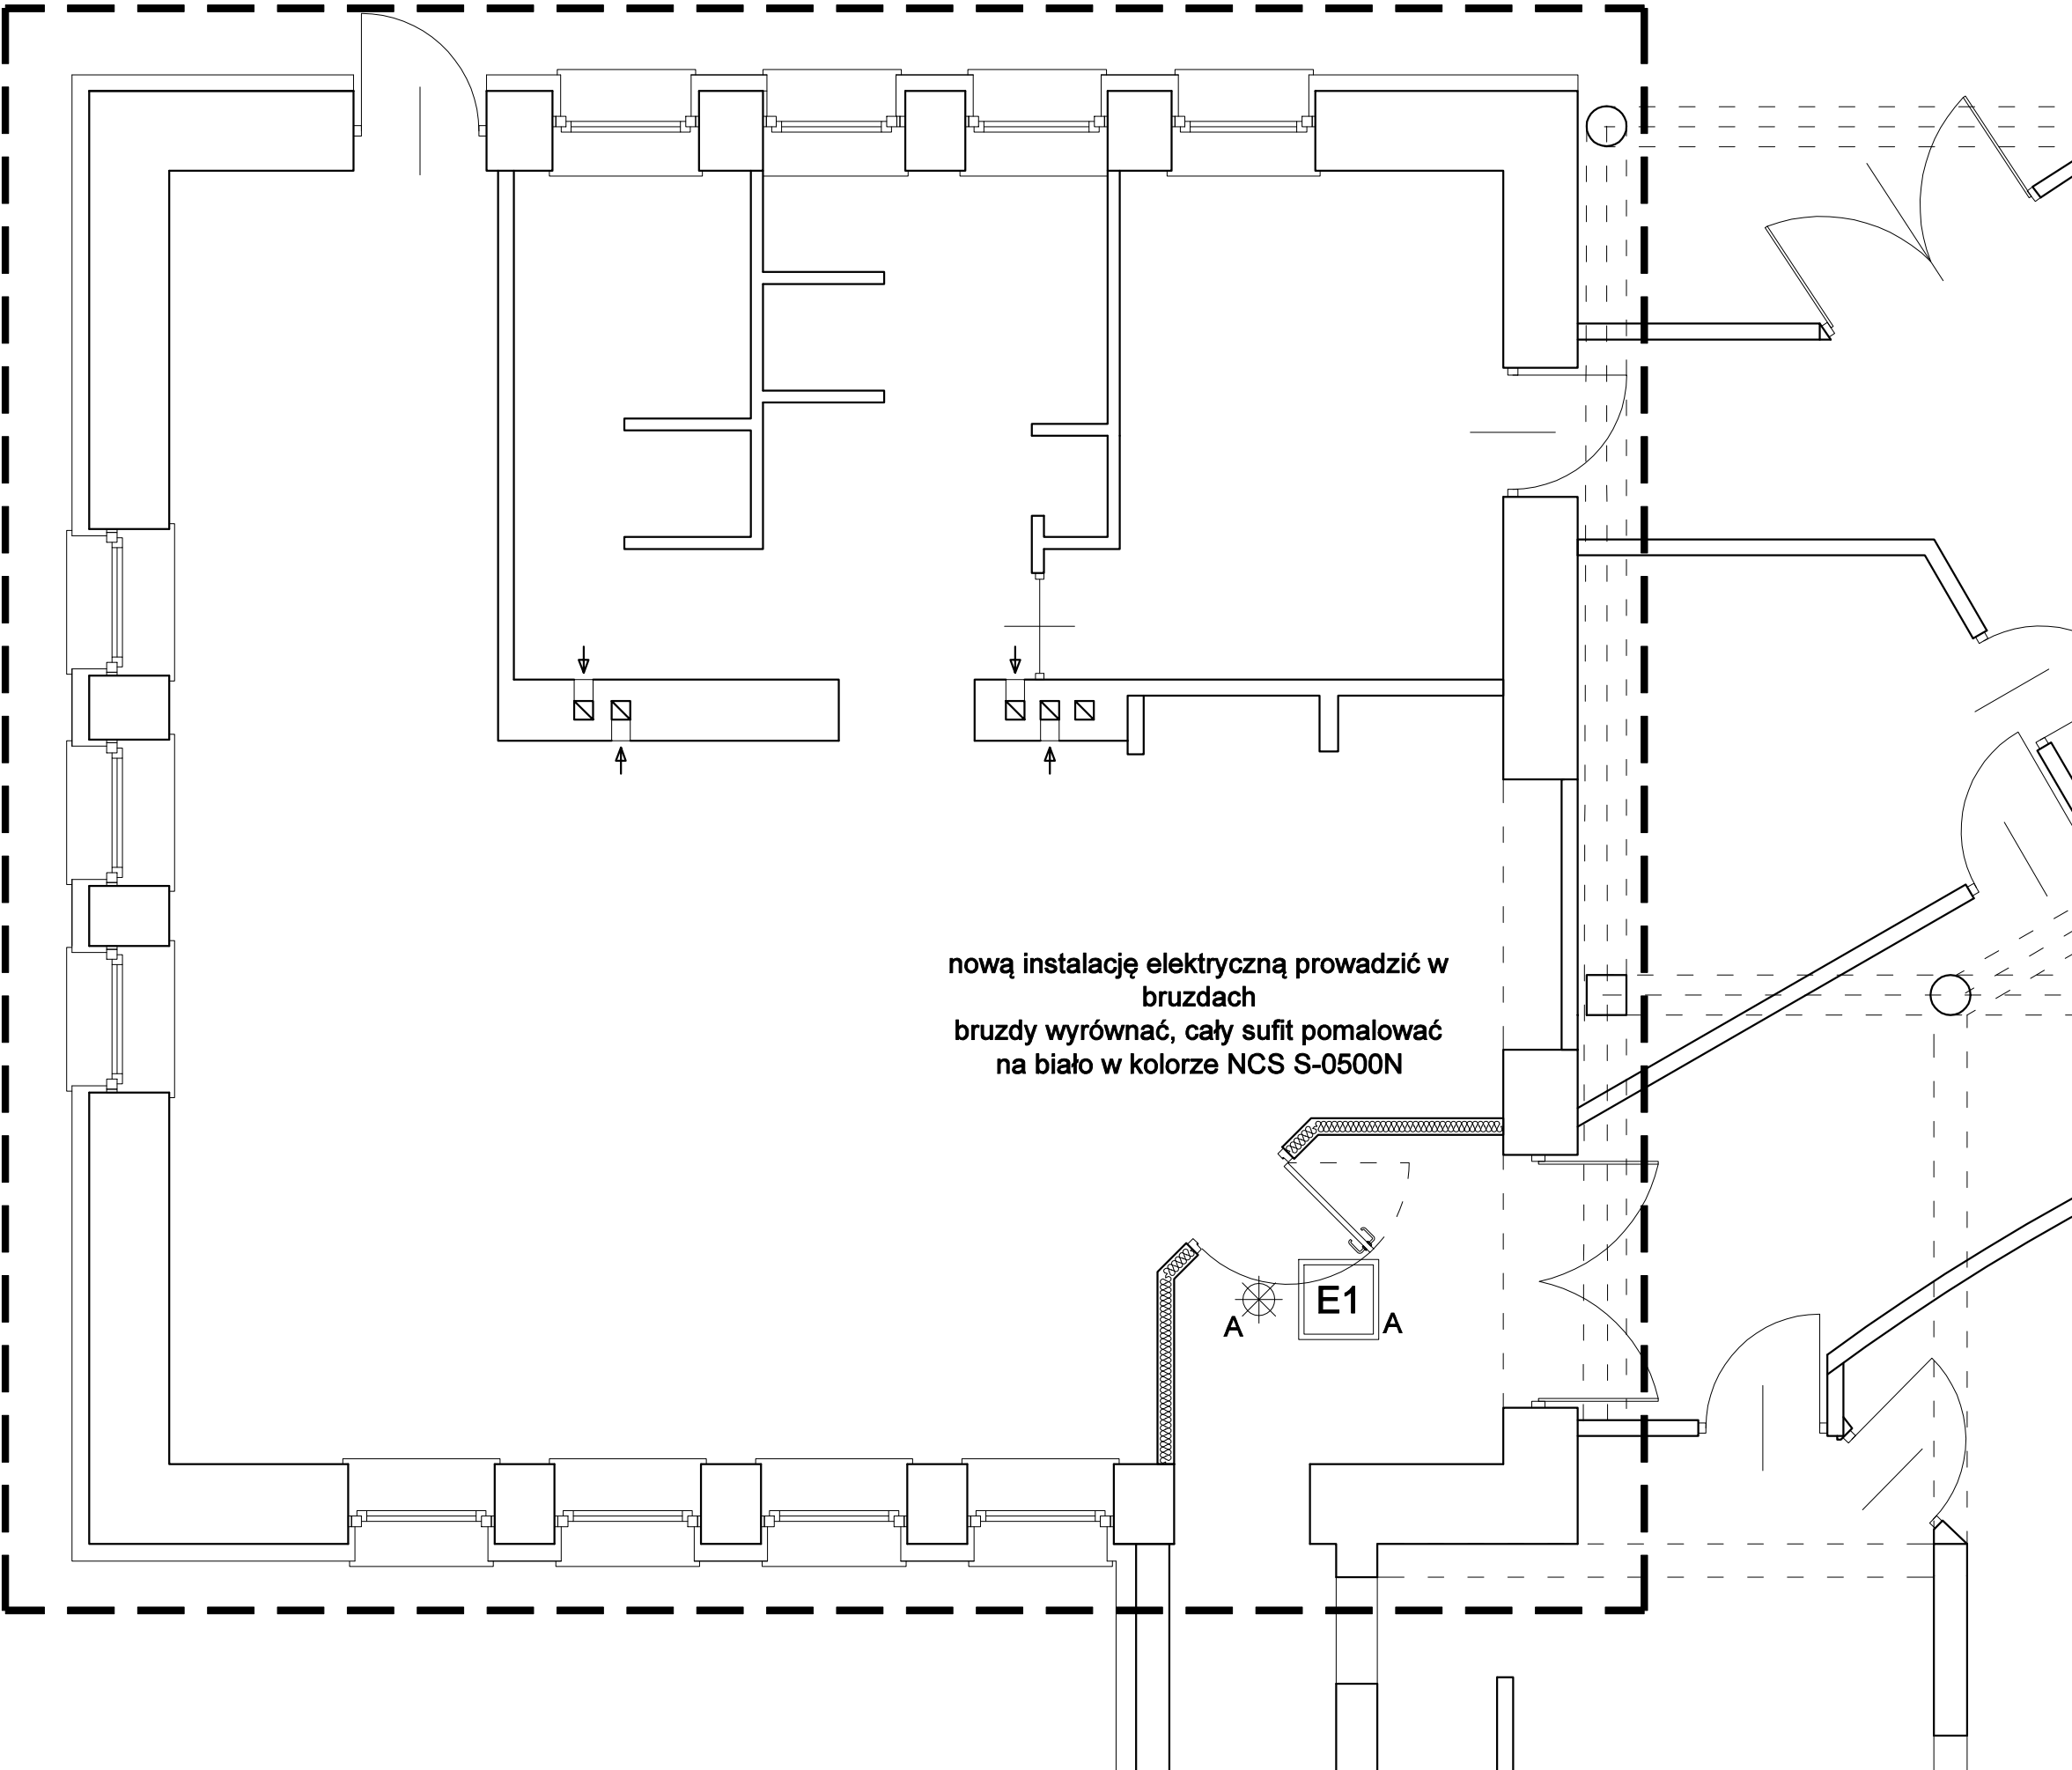 nową instalację elektryczną prowadzić w
bruzdach
bruzdy wyrównać, cały sufit pomalować
na biało w kolorze NCS S-0500N
E1
A
A